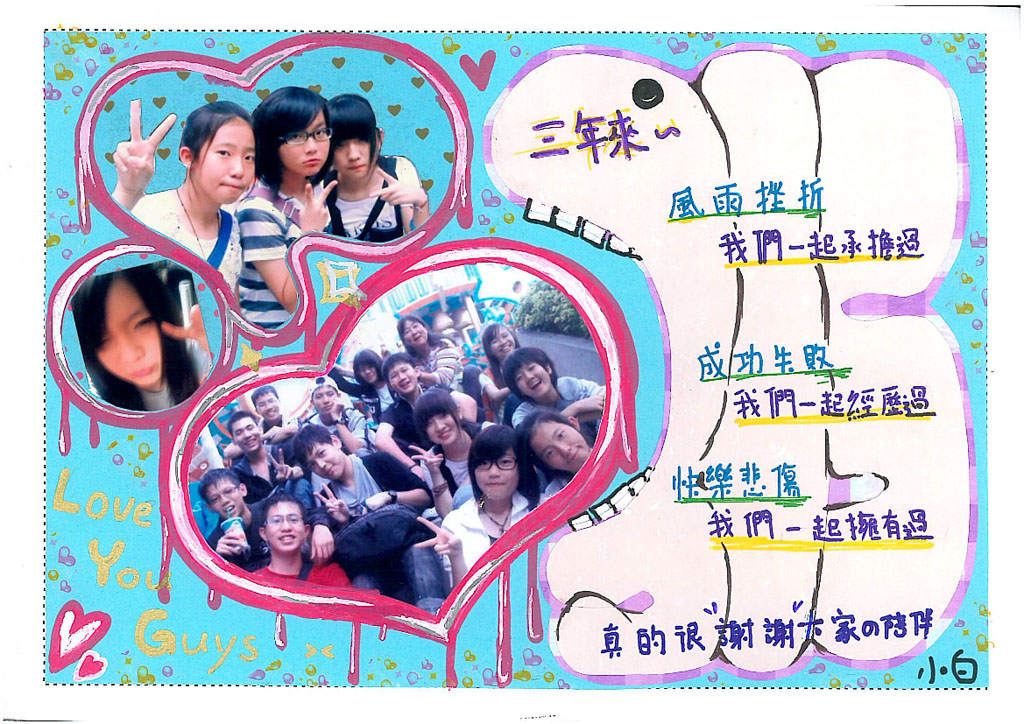 三年來~
風雨挫折
我們一起承擔過
成功失敗
我們一起經歷過
快樂悲傷
我們一起擁有過
真的很"謝謝"大家の陪伴
小白
Love
You
Guys ><